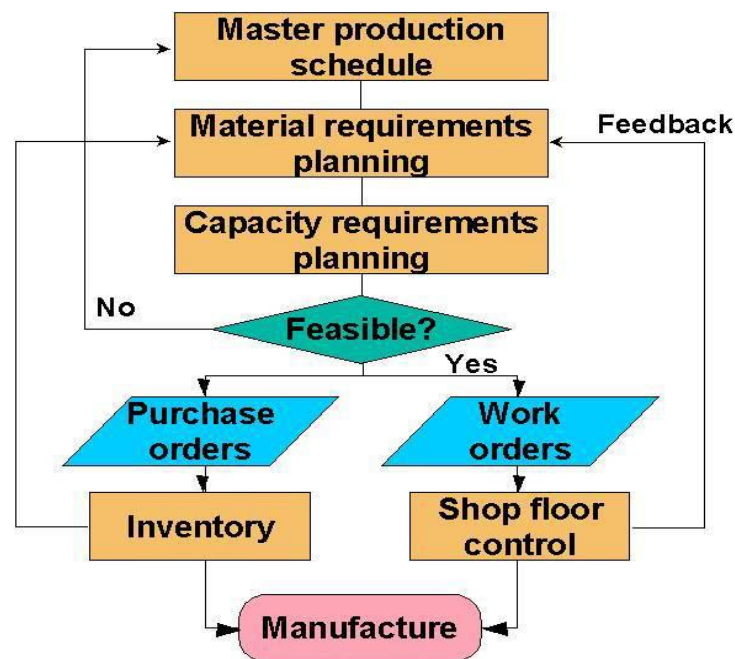 Master production
schedule
Material requirements
planning
Feedback
Capacity requirements
planning
No
Feasible?
Yes
Purchase
orders
Work
orders
Inventory
Shop floor
control
Manufacture